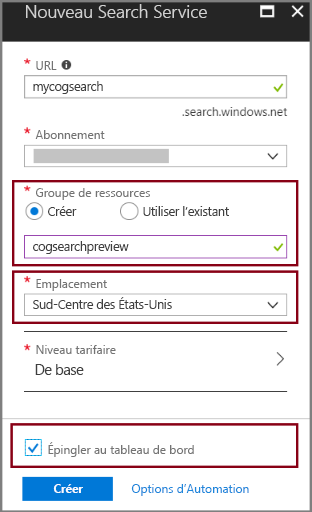 Nouveau Search Service
* URL
mycogsearch
.search.windows.net
* Abonnement
* Groupe de ressources
Créer Utiliser l'existant
cogsearchpreview
* Emplacement
Sud-Centre des États-Unis
* Niveau tarifaire
De base
Épingler au tableau de bord
Créer Options d'Automation